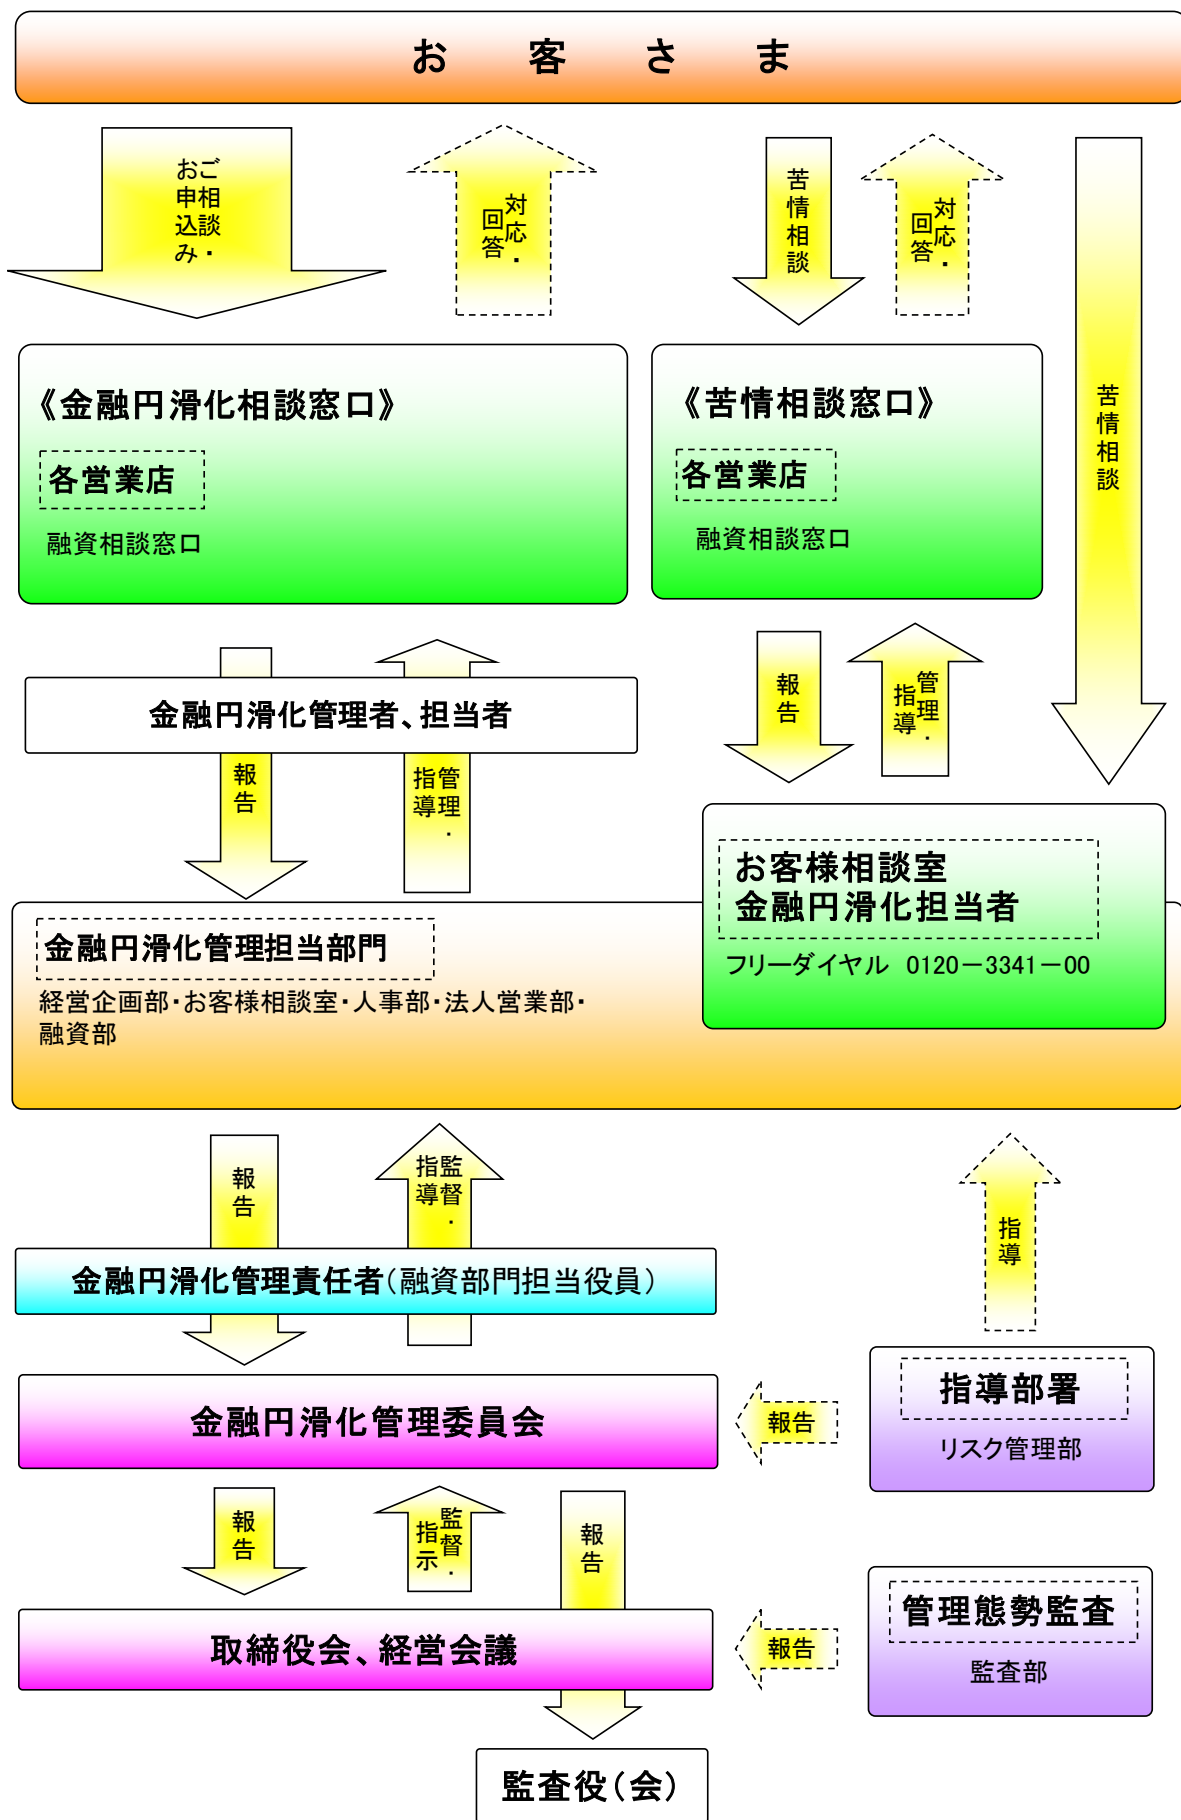 お客さま
ご相談・
お申込み
対応・
回答
苦情相談
対応・
回答
苦情相談
《金融円滑化相談窓口》
各営業店
融資相談窓口
《苦情相談窓口》
各営業店
融資相談窓口
金融円滑化管理者、担当者
報告
管理・
指導
報告
管理・
指導
お客様相談室
金融円滑化担当者
フリーダイヤル 0120-3341-00
金融円滑化管理担当部門
経営企画部・お客様相談室・人事部・法人営業部・
融資部
報告
監督・
指導
指導
金融円滑化管理責任者(融資部門担当役員)
金融円滑化管理委員会
報告
指導部署
リスク管理部
報告
監督・
指示
報告
取締役会、経営会議
報告
管理態勢監査
監査部
監査役(会)